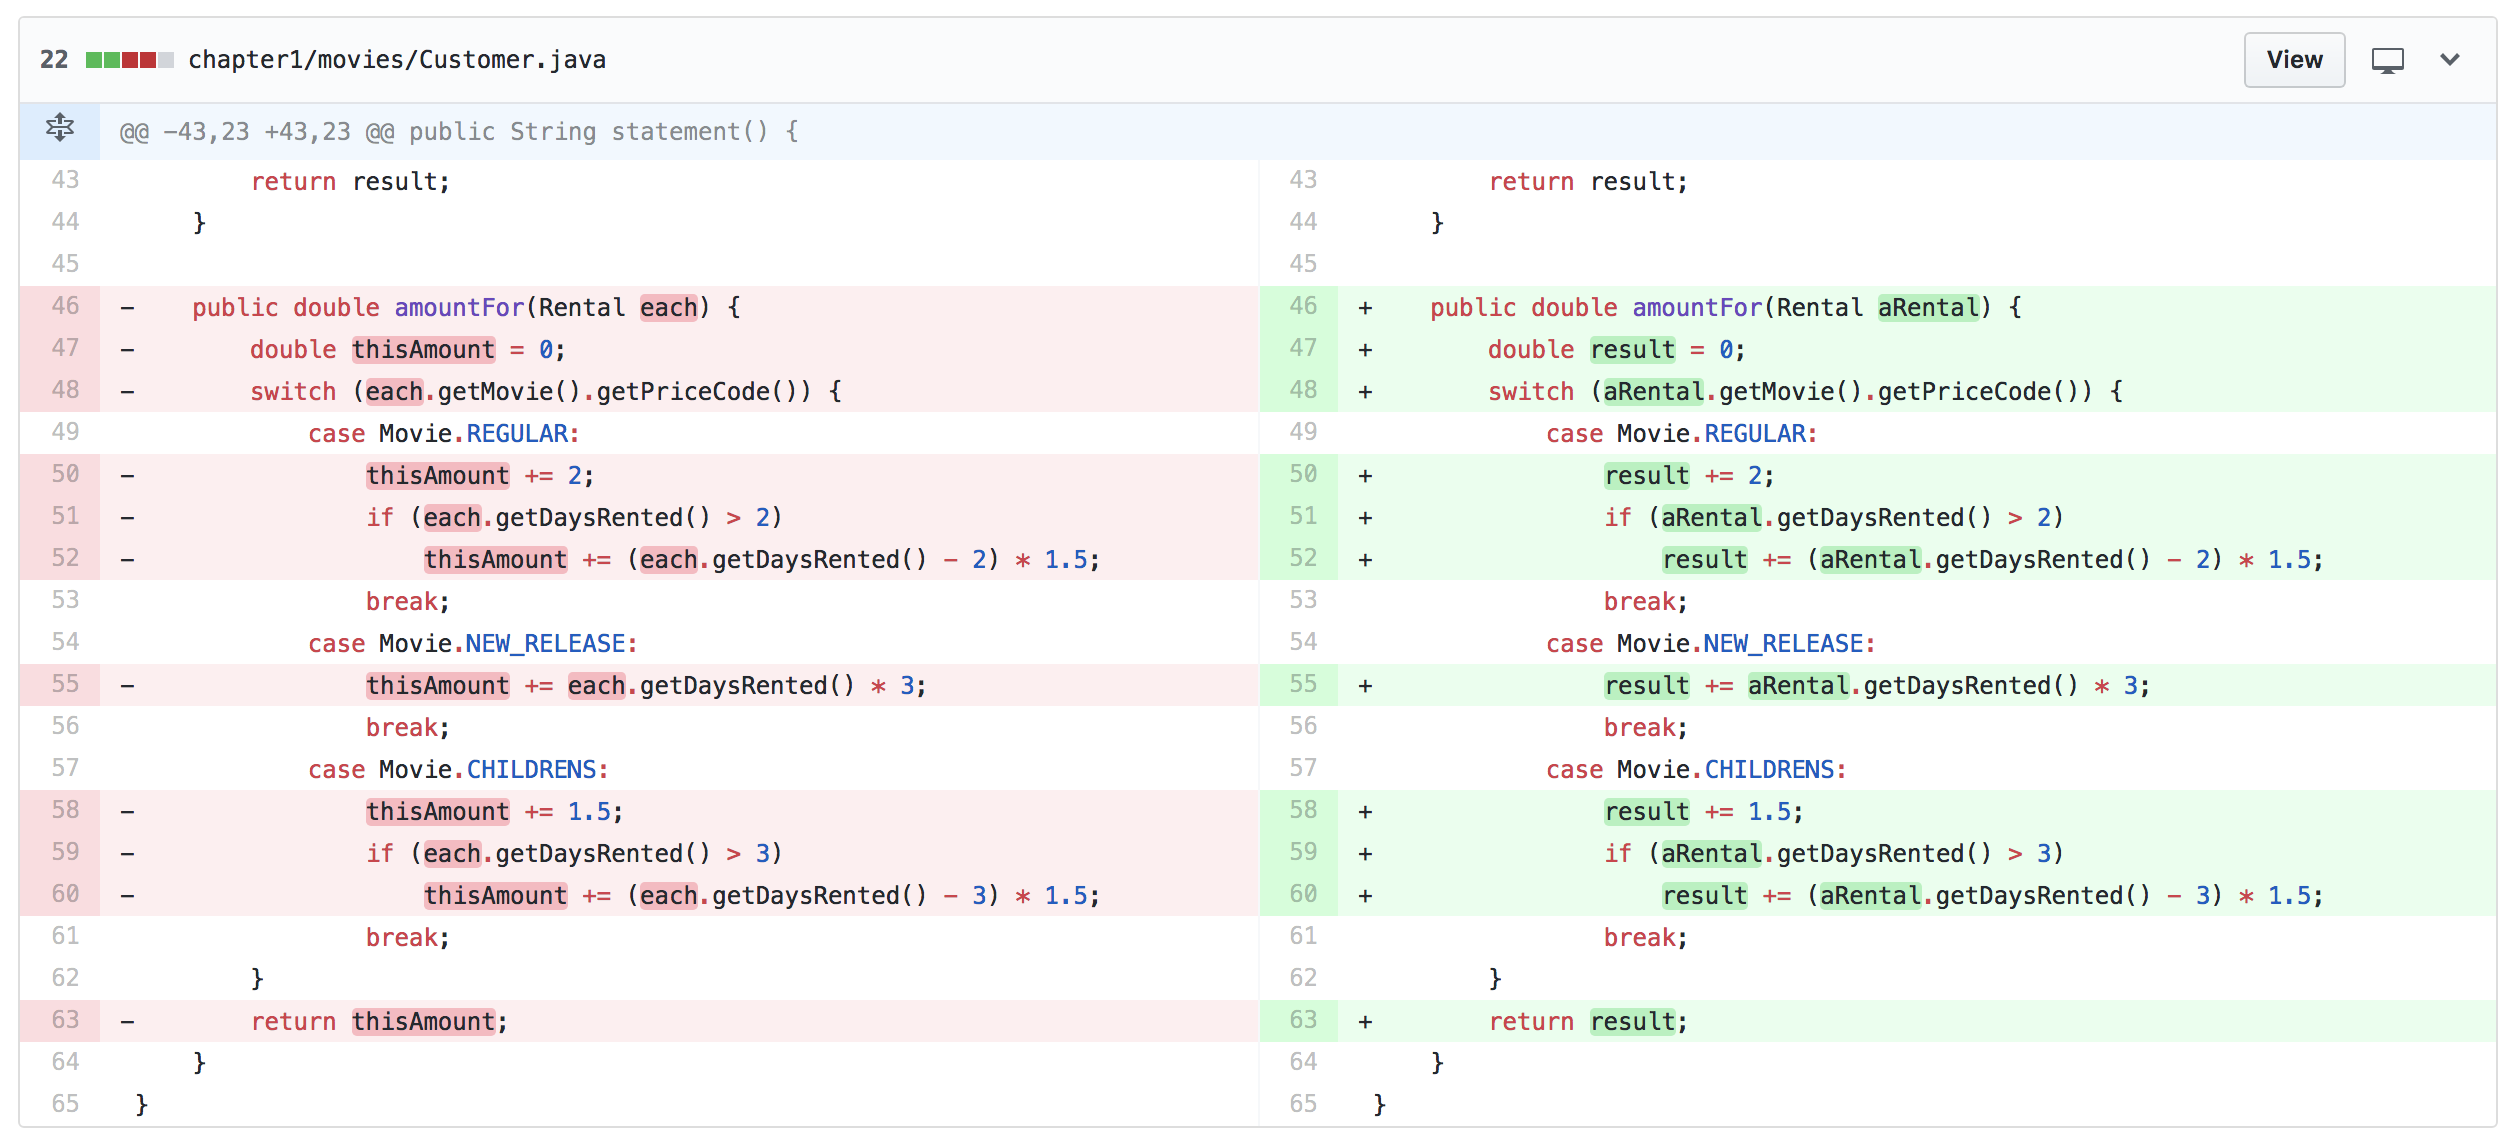 22 chapter1/movies/Customer.java View
@@ -43,23 +43,23 @@ public String statement() {
43 return result; 43 return result;
44 } 44 }
45 45
46 - public double amountFor(Rental each) { 46 + public double amountFor(Rental aRental) {
47 - double thisAmount = 0; 47 + double result = 0;
48 - switch (each.getMovie().getPriceCode()) { 48 + switch (aRental.getMovie().getPriceCode()) {
49 case Movie.REGULAR: 49 case Movie.REGULAR:
50 - thisAmount += 2; 50 + result += 2;
51 - if (each.getDaysRented() > 2) 51 + if (aRental.getDaysRented() > 2)
52 - thisAmount += (each.getDaysRented() - 2) * 1.5; 52 + result += (aRental.getDaysRented() - 2) * 1.5;
53 break; 53 break;
54 case Movie.NEW_RELEASE: 54 case Movie.NEW_RELEASE:
55 - thisAmount += each.getDaysRented() * 3; 55 + result += aRental.getDaysRented() * 3;
56 break; 56 break;
57 case Movie.CHILDRENS: 57 case Movie.CHILDRENS:
58 - thisAmount += 1.5; 58 + result += 1.5;
59 - if (each.getDaysRented() > 3) 59 + if (aRental.getDaysRented() > 3)
60 - thisAmount += (each.getDaysRented() - 3) * 1.5; 60 + result += (aRental.getDaysRented() - 3) * 1.5;
61 break; 61 break;
62 } 62 }
63 - return thisAmount; 63 + return result;
64 } 64 }
65 } 65 }